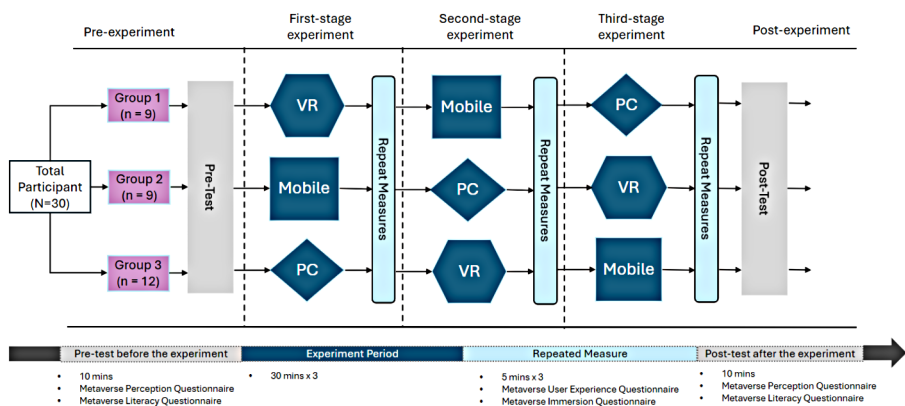 Pre-experiment
First-stage
experiment
Second-stage
experiment
Third-stage
experiment
Post-experiment
Total
Participant
(N=30)
Group 1
(n = 9)
Group 2
(n = 9)
Group 3
(n = 12)
Pre-Test
VR
Mobile
PC
Repeat Measures
Mobile
PC
VR
Repeat Measures
PC
VR
Mobile
Repeat Measures
Post-Test
Pre-test before the experiment
Experiment Period
Repeated Measure
Post-test after the experiment
• 10 mins
• Metaverse Perception Questionnaire
• Metaverse Literacy Questionnaire
• 30 mins x 3
• 5 mins x 3
• Metaverse User Experience Questionnaire
• Metaverse Immersion Questionnaire
• 10 mins
• Metaverse Perception Questionnaire
• Metaverse Literacy Questionnaire